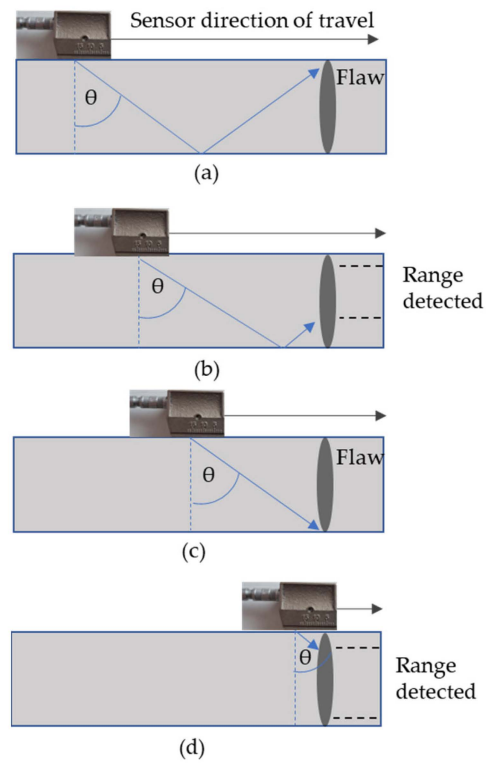 Sensor direction of travel
θ
Flaw
(a)
θ
Range
detected
(b)
θ
Flaw
(c)
θ
Range
detected
(d)